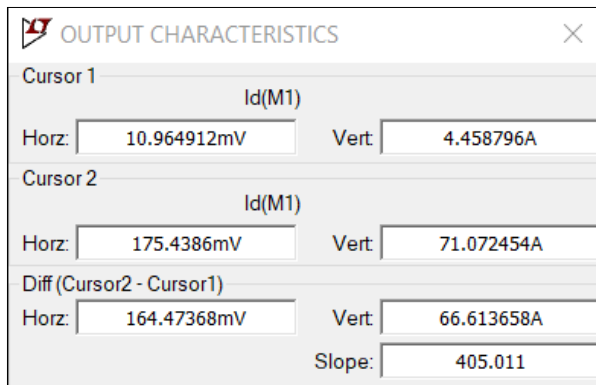 OUTPUT CHARACTERISTICS
Cursor 1
Id(M1)
Horz: 10.964912mV Vert: 4.458796A
Cursor 2
Id(M1)
Horz: 175.4386mV Vert: 71.072454A
Diff (Cursor2 - Cursor1)
Horz: 164.47368mV Vert: 66.613658A
Slope: 405.011